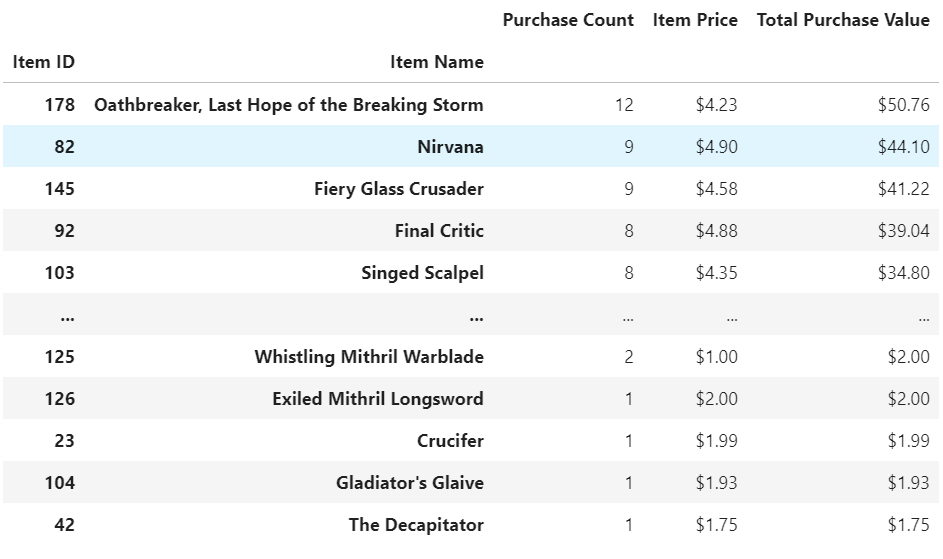 Purchase Count Item Price Total Purchase Value
Item ID Item Name
178 Oathbreaker, Last Hope of the Breaking Storm 12 $4.23 $50.76
82 Nirvana 9 $4.90 $44.10
145 Fiery Glass Crusader 9 $4.58 $41.22
92 Final Critic 8 $4.88 $39.04
103 Singed Scalpel 8 $4.35 $34.80
... ... ... ... ...
125 Whistling Mithril Warblade 2 $1.00 $2.00
126 Exiled Mithril Longsword 1 $2.00 $2.00
23 Crucifer 1 $1.99 $1.99
104 Gladiator's Glaive 1 $1.93 $1.93
42 The Decapitator 1 $1.75 $1.75